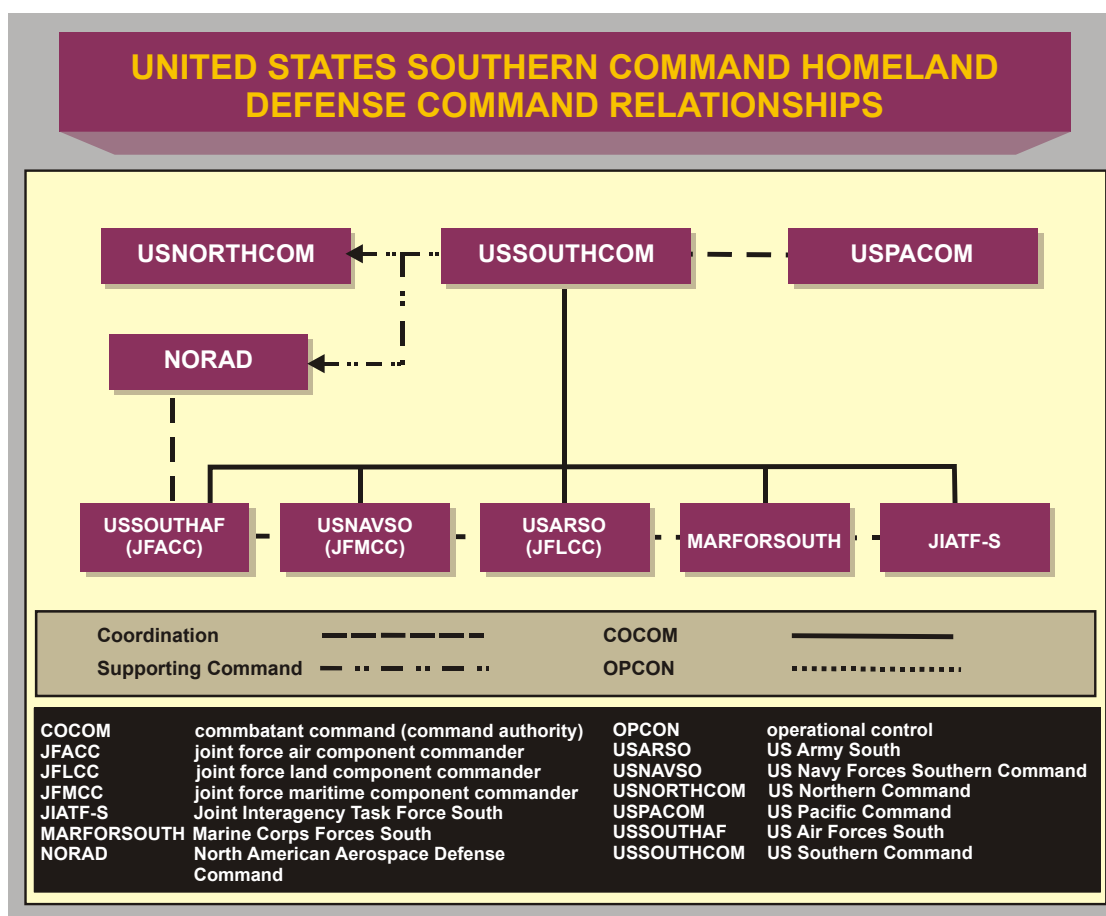 UNITED STATES SOUTHERN COMMAND HOMELAND
DEFENSE COMMAND RELATIONSHIPS
USNORTHCOM
USSOUTHCOM
USPACOM
NORAD
USSOUTHAF
(JFACC)
USNAVSO
(JFMCC)
USARSO
(JFLCC)
MARFORSOUTH
JIATF-S
Coordination
COCOM
Supporting Command
OPCON
COCOM commbatant command (command authority)
JFACC joint force air component commander
JFLCC joint force land component commander
JFMCC joint force maritime component commander
JIATF-S Joint Interagency Task Force South
MARFORSOUTH Marine Corps Forces South
NORAD North American Aerospace Defense
Command
OPCON operational control
USARSO US Army South
USNAVSO US Navy Forces Southern Command
USNORTHCOM US Northern Command
USPACOM US Pacific Command
USSOUTHAF US Air Forces South
USSOUTHCOM US Southern Command